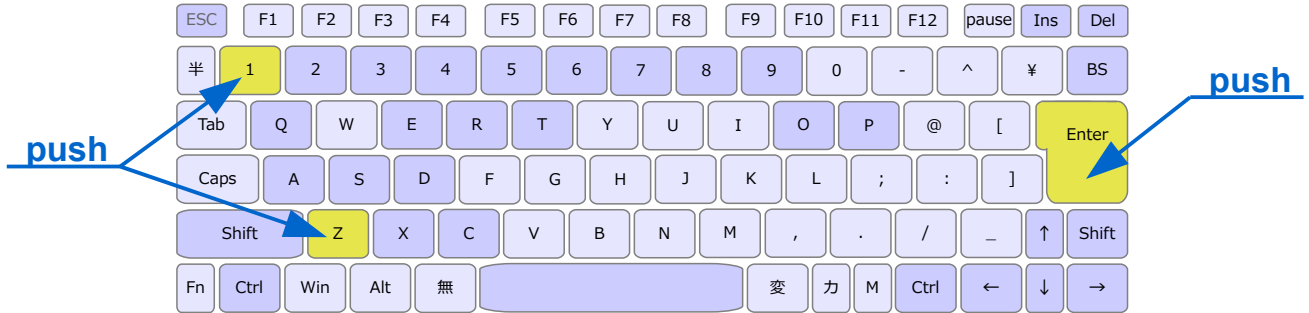 ESC F1 F2 F3 F4 F5 F6 F7 F8 F9 F10 F11 F12 pause Ins Del
半 1 2 3 4 5 6 7 8 9 0 - ^ ¥ BS
push
Tab Q W E R T Y U I O P @ [ Enter
push
Caps A S D F G H J K L ; : ]
Shift Z X C V B N M , . / _ ↑ Shift
Fn Ctrl Win Alt 無 変 カ M Ctrl ← ↓ →